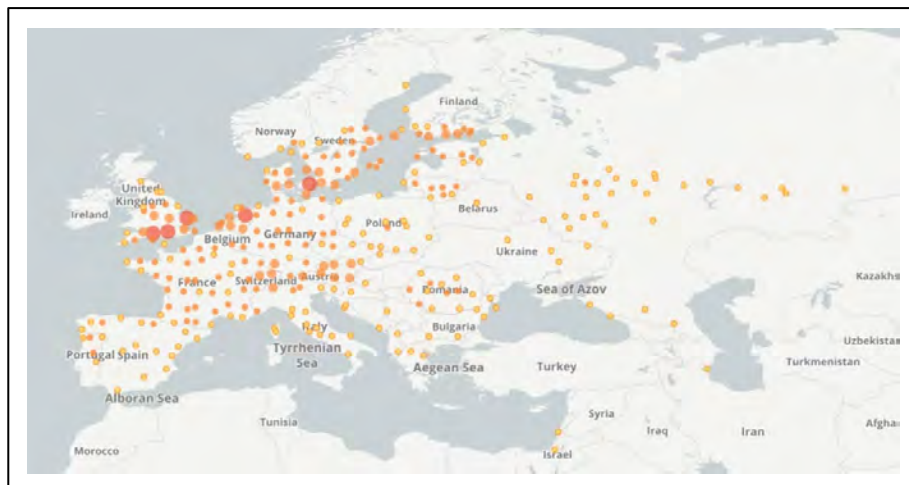 Finland
Norway
Sweden
United
Kingdom
Ireland
Belarus
Poland
Belgium
Germany
Ukraine
France
Switzerland
Austria
Kazakhs
Romania
Sea of Azov
Italy
Bulgaria
Uzbekistan
Portugal
Spain
Tyrrhenian
Sea
Aegean Sea
Turkey
Turkmenistan
Alboran Sea
Syria
Tunisia
Afgha
Iraq
Iran
Morocco
Israel